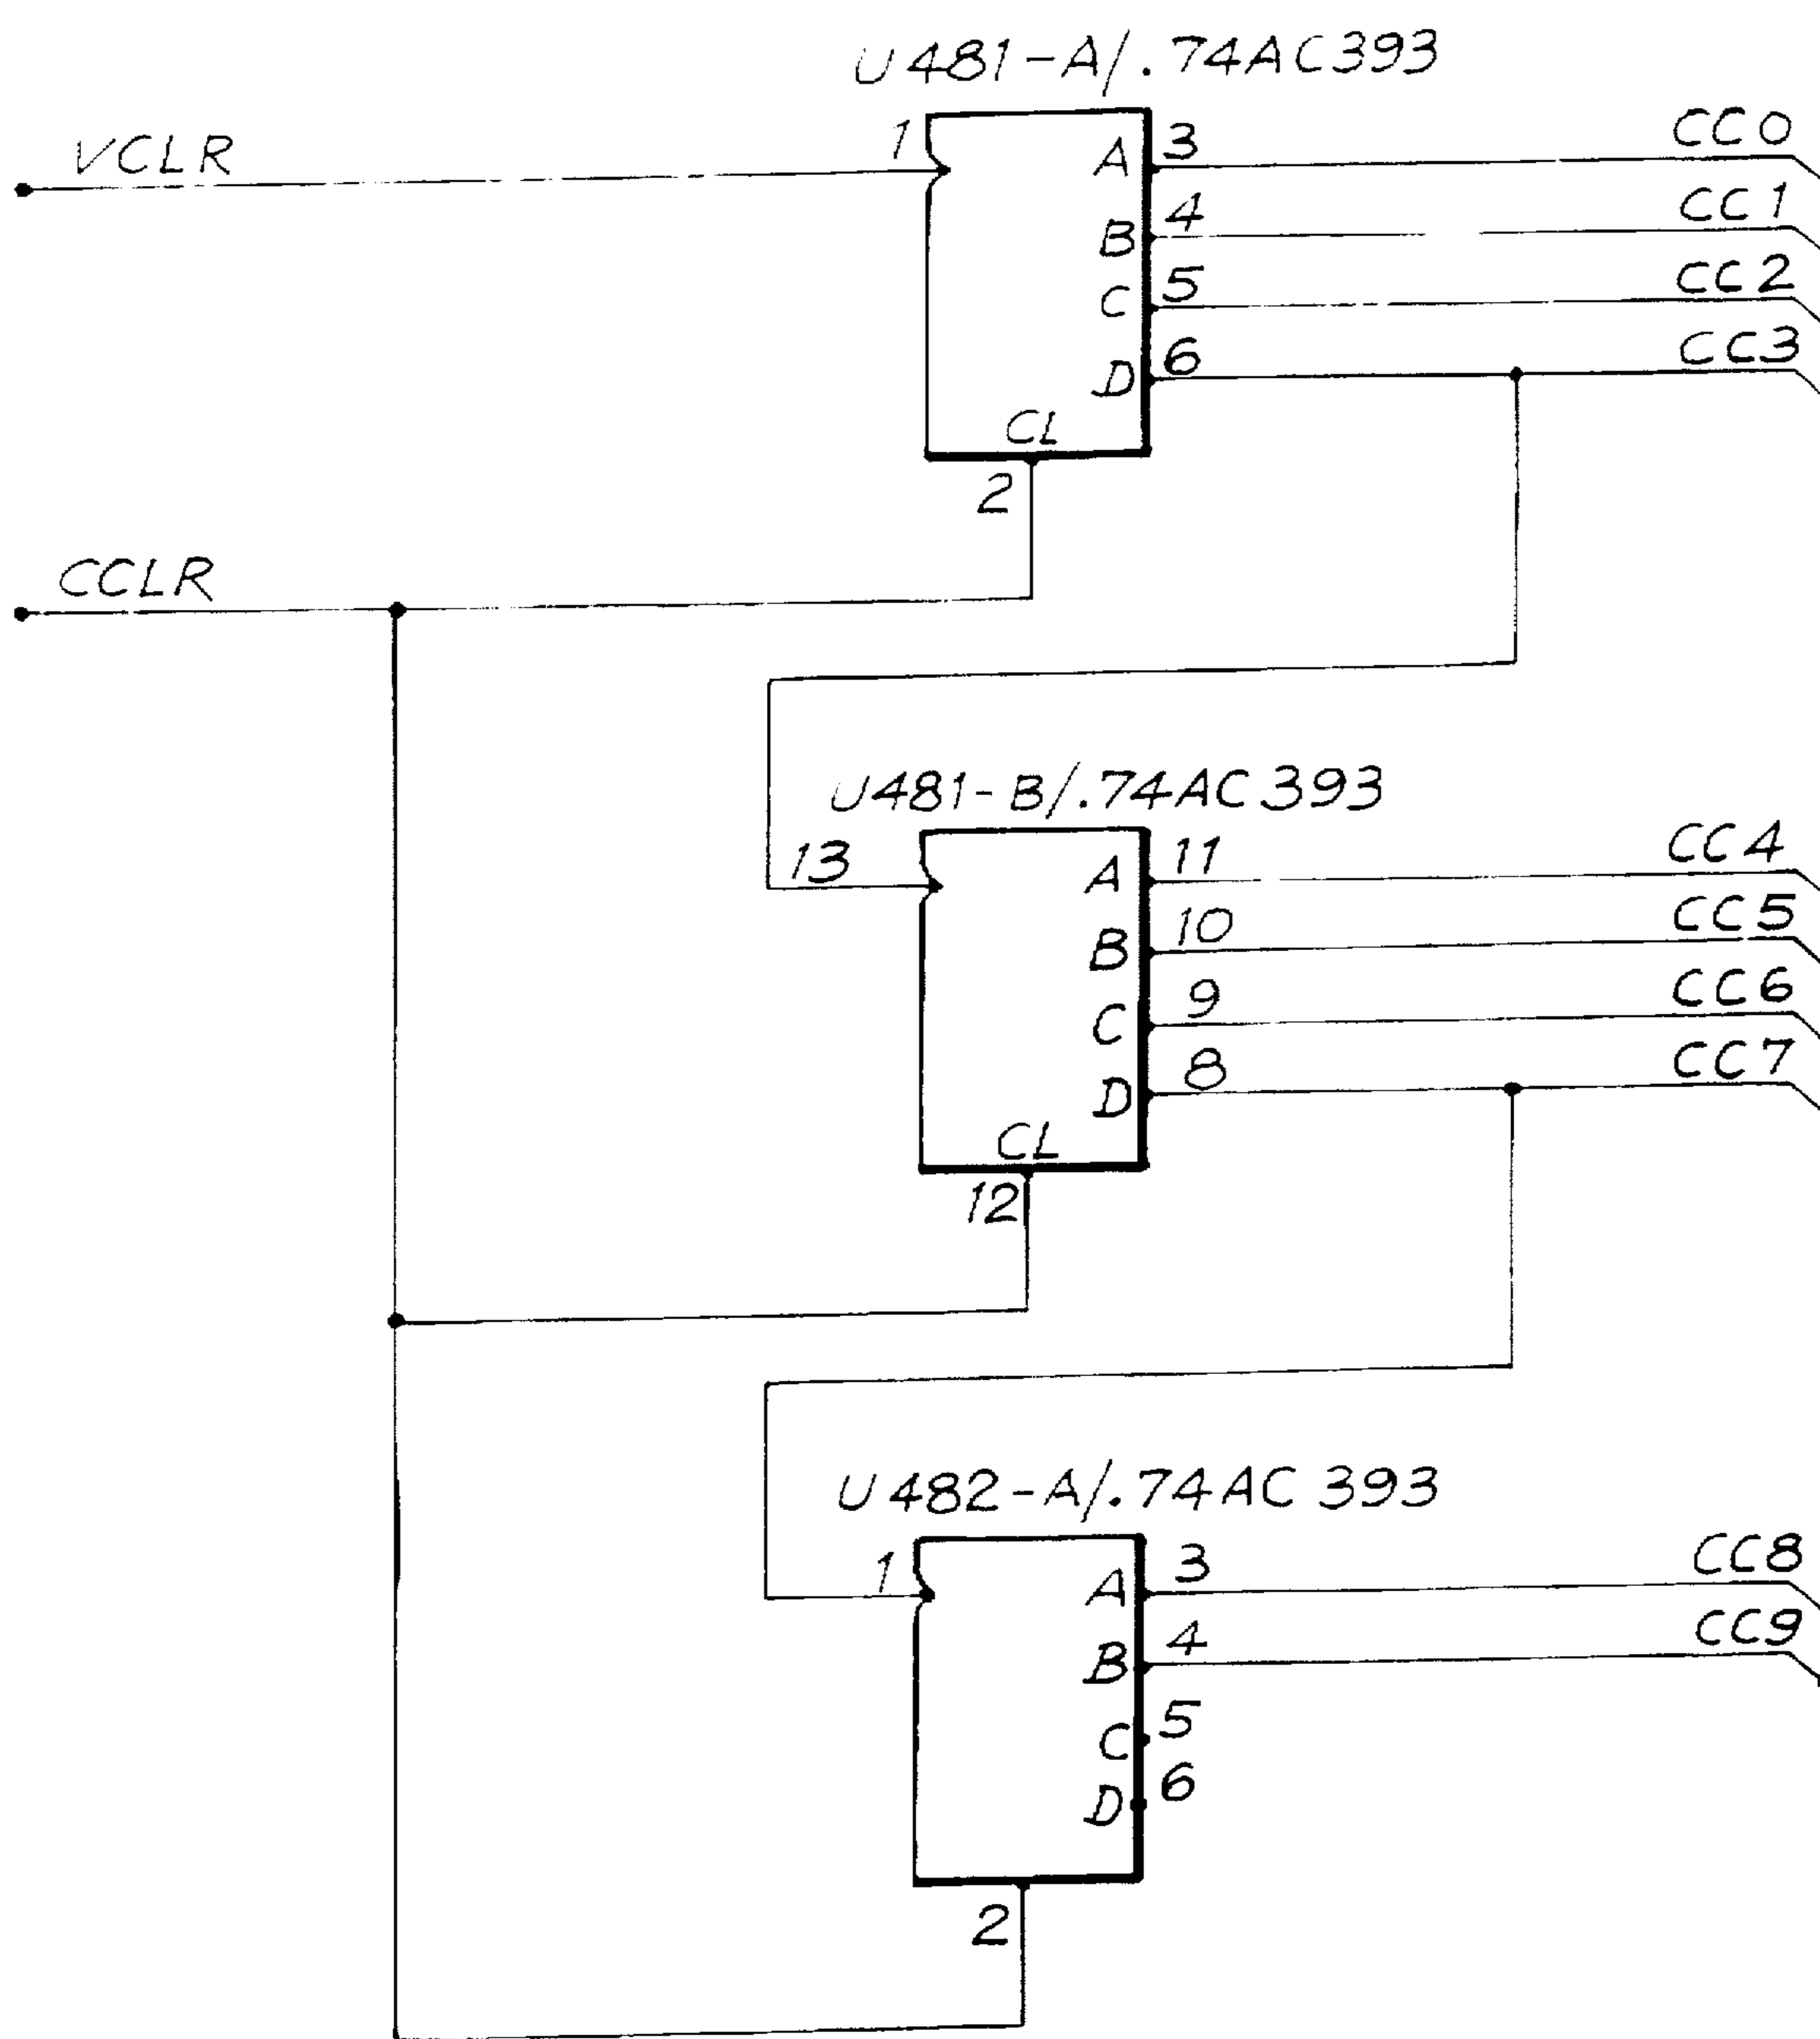 U481-A/.74AC393
VCLR
1
A 3 CC0
B 4 CC1
C 5 CC2
D 6 CC3
CL
2
CCLR
U481-B/.74AC393
13
A 11 CC4
B 10 CC5
C 9 CC6
D 8 CC7
CL
12
U482-A/.74AC393
1
A 3 CC8
B 4 CC9
C 5
D 6
2